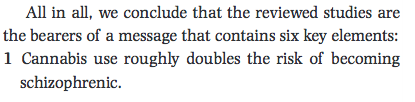 All in all, we conclude that the reviewed studies are
the bearers of a message that contains six key elements:
1 Cannabis use roughly doubles the risk of becoming
schizophrenic.